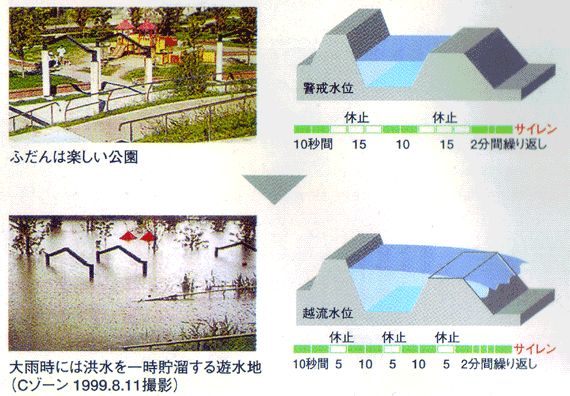 ふだんは楽しい公園
警戒水位
休止 休止
サイレン
10秒間 15 10 15 2分間繰り返し
大雨時には洪水を一時貯溜する遊水地
(Cゾーン 1999.8.11撮影)
越流水位
休止 休止 休止
サイレン
10秒間 5 10 5 10 5 2分間繰り返し